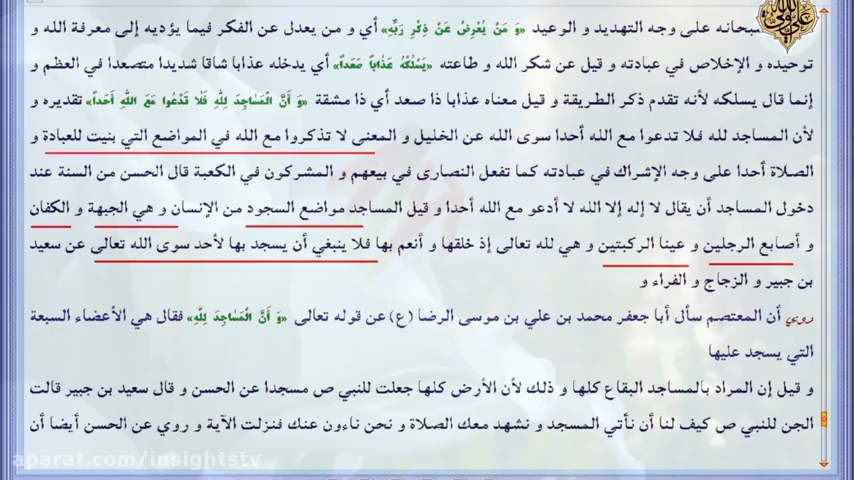 سبحانه على وجه التهديد و الوعيد «وَ مَنْ يُعْرِضْ عَنْ ذِكْرِ رَبِّهِ» أي و من يعدل عن الفكر فيما يؤديه إلى معرفة الله و
توحيده و الإخلاص في عبادته و قيل عن شكر الله و طاعته «يَسْلُكْهُ عَذَاباً صَعَداً» أي يدخله عذابا شاقا شديدا متصعدا في العظم و
إنما قال يسلكه لأنه تقدم ذكر الطريقة و قيل معناه عذابا ذا صعد أي ذا مشقة «وَ أَنَّ الْمَسَاجِدَ لِلَّهِ فَلَا تَدْعُوا مَعَ اللَّهِ أَحَداً» تقديره و
لأن المساجد لله فلا تدعوا مع الله أحدا سوى الله عن الخليل و المعنى لا تذكروا مع الله في المواضع التي بنيت للعبادة و
الصلاة أحدا على وجه الإشراك في عبادته كما تفعل النصارى في بيعهم و المشركون في الكعبة قال الحسن من السنة عند
دخول المساجد أن يقال لا إله إلا الله لا أدعو مع الله أحدا و قيل المساجد مواضع السجود من الإنسان و هي الجبهة و الكفان
و أصابع الرجلين و عينا الركبتين و هي لله تعالى إذ خلقها و أنعم بها فلا ينبغي أن يسجد بها لأحد سوى الله تعالى عن سعيد
بن جبير و الزجاج و الفراء و
روي أن المعتصم سأل أبا جعفر محمد بن علي بن موسى الرضا (ع) عن قوله تعالى «وَ أَنَّ الْمَسَاجِدَ لِلَّهِ» فقال هي الأعضاء السبعة
التي يسجد عليها
و قيل إن المراد بالمساجد البقاع كلها و ذلك لأن الأرض كلها جعلت للنبي ص مسجدا عن الحسن و قال سعيد بن جبير قالت
الجن للنبي ص كيف لنا أن نأتي المسجد و نشهد معك الصلاة و نحن ناءون عنك فنزلت الآية و روي عن الحسن أيضا أن
aparat.com/insightstv